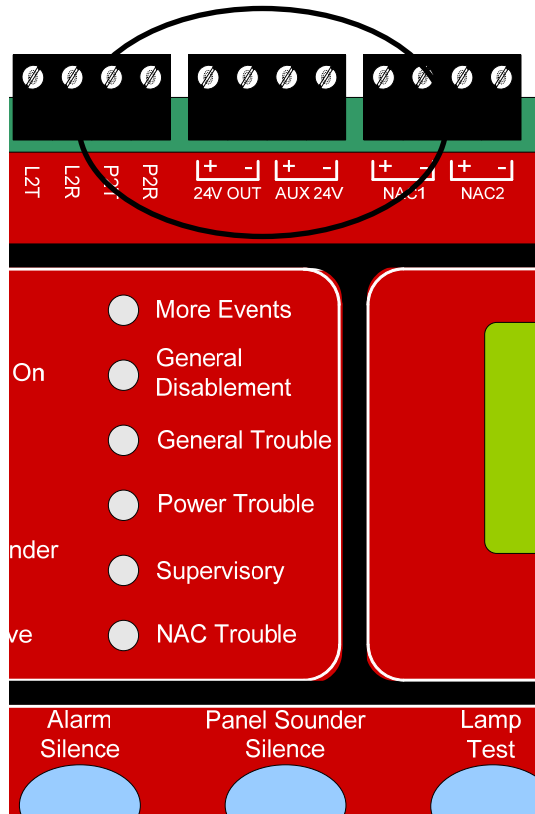 L2T L2R P2T P2R
+ - + - + - + -
24V OUT AUX 24V NAC1 NAC2
More Events
On
General
Disablement
General Trouble
Power Trouble
nder
Supervisory
ve
NAC Trouble
Alarm
Silence
Panel Sounder
Silence
Lamp
Test